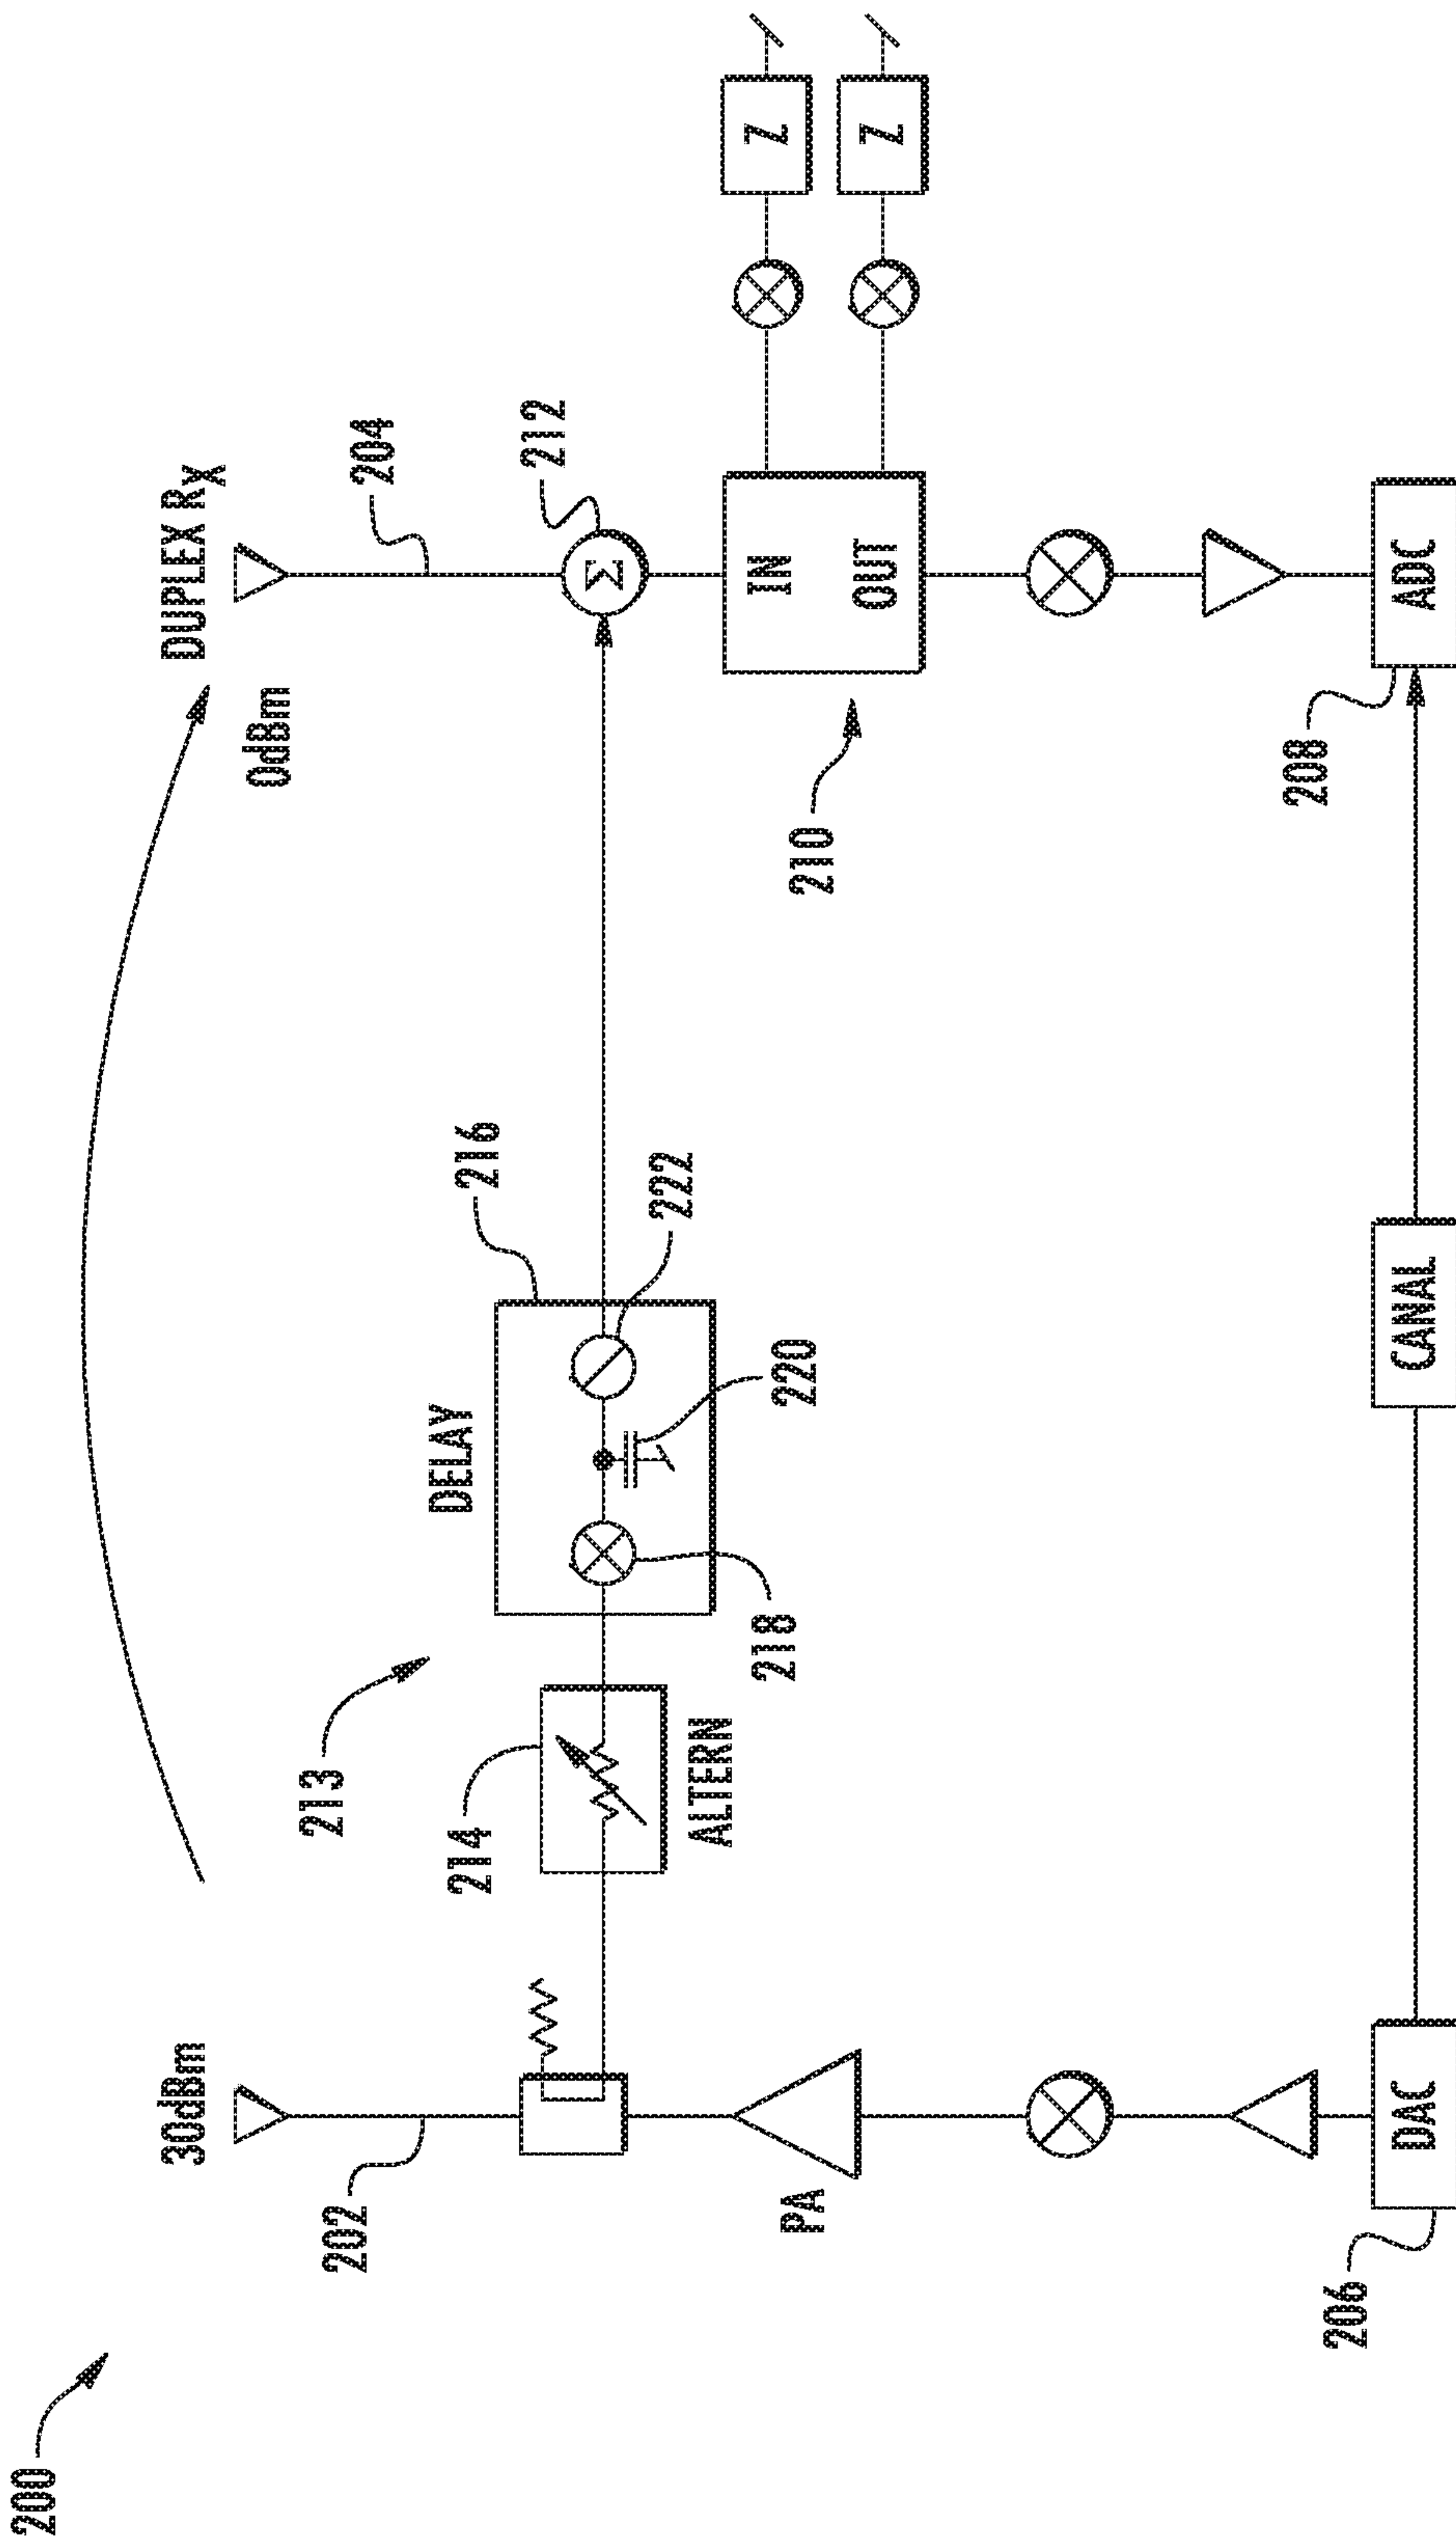 200
30dBm
202
DUPLEX RX
0dBm
204
212
Σ
213
214
ALTERN
DELAY
216
218
220
222
PA
210
IN
OUT
Z
Z
206
DAC
CANAL
208
ADC